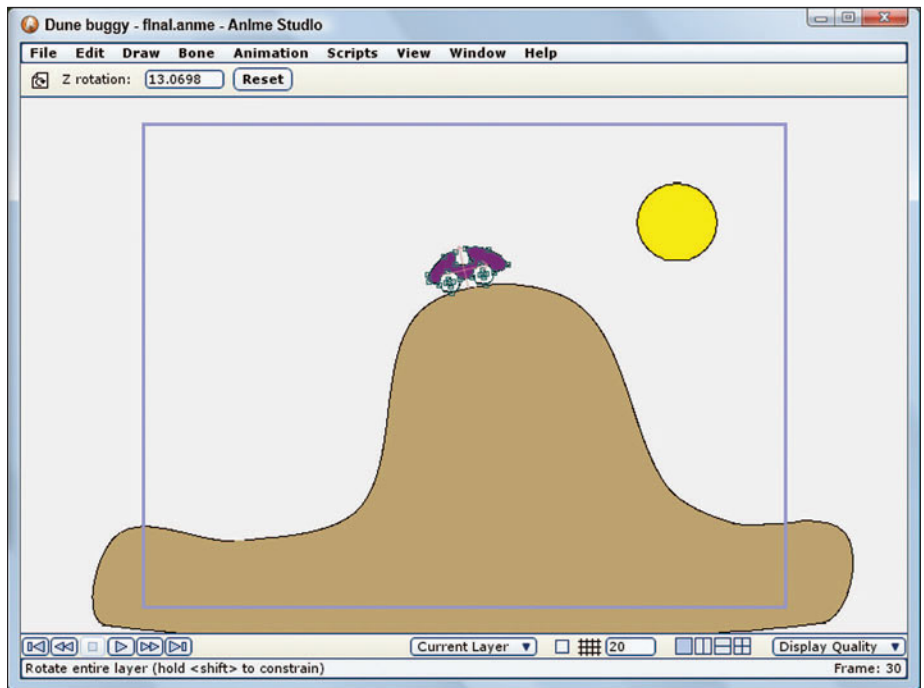 Dune buggy - final.anme - Anime Studio
File Edit Draw Bone Animation Scripts View Window Help
Z rotation: 13.0698 Reset
Current Layer 20 Display Quality
Rotate entire layer (hold <shift> to constrain) Frame: 30